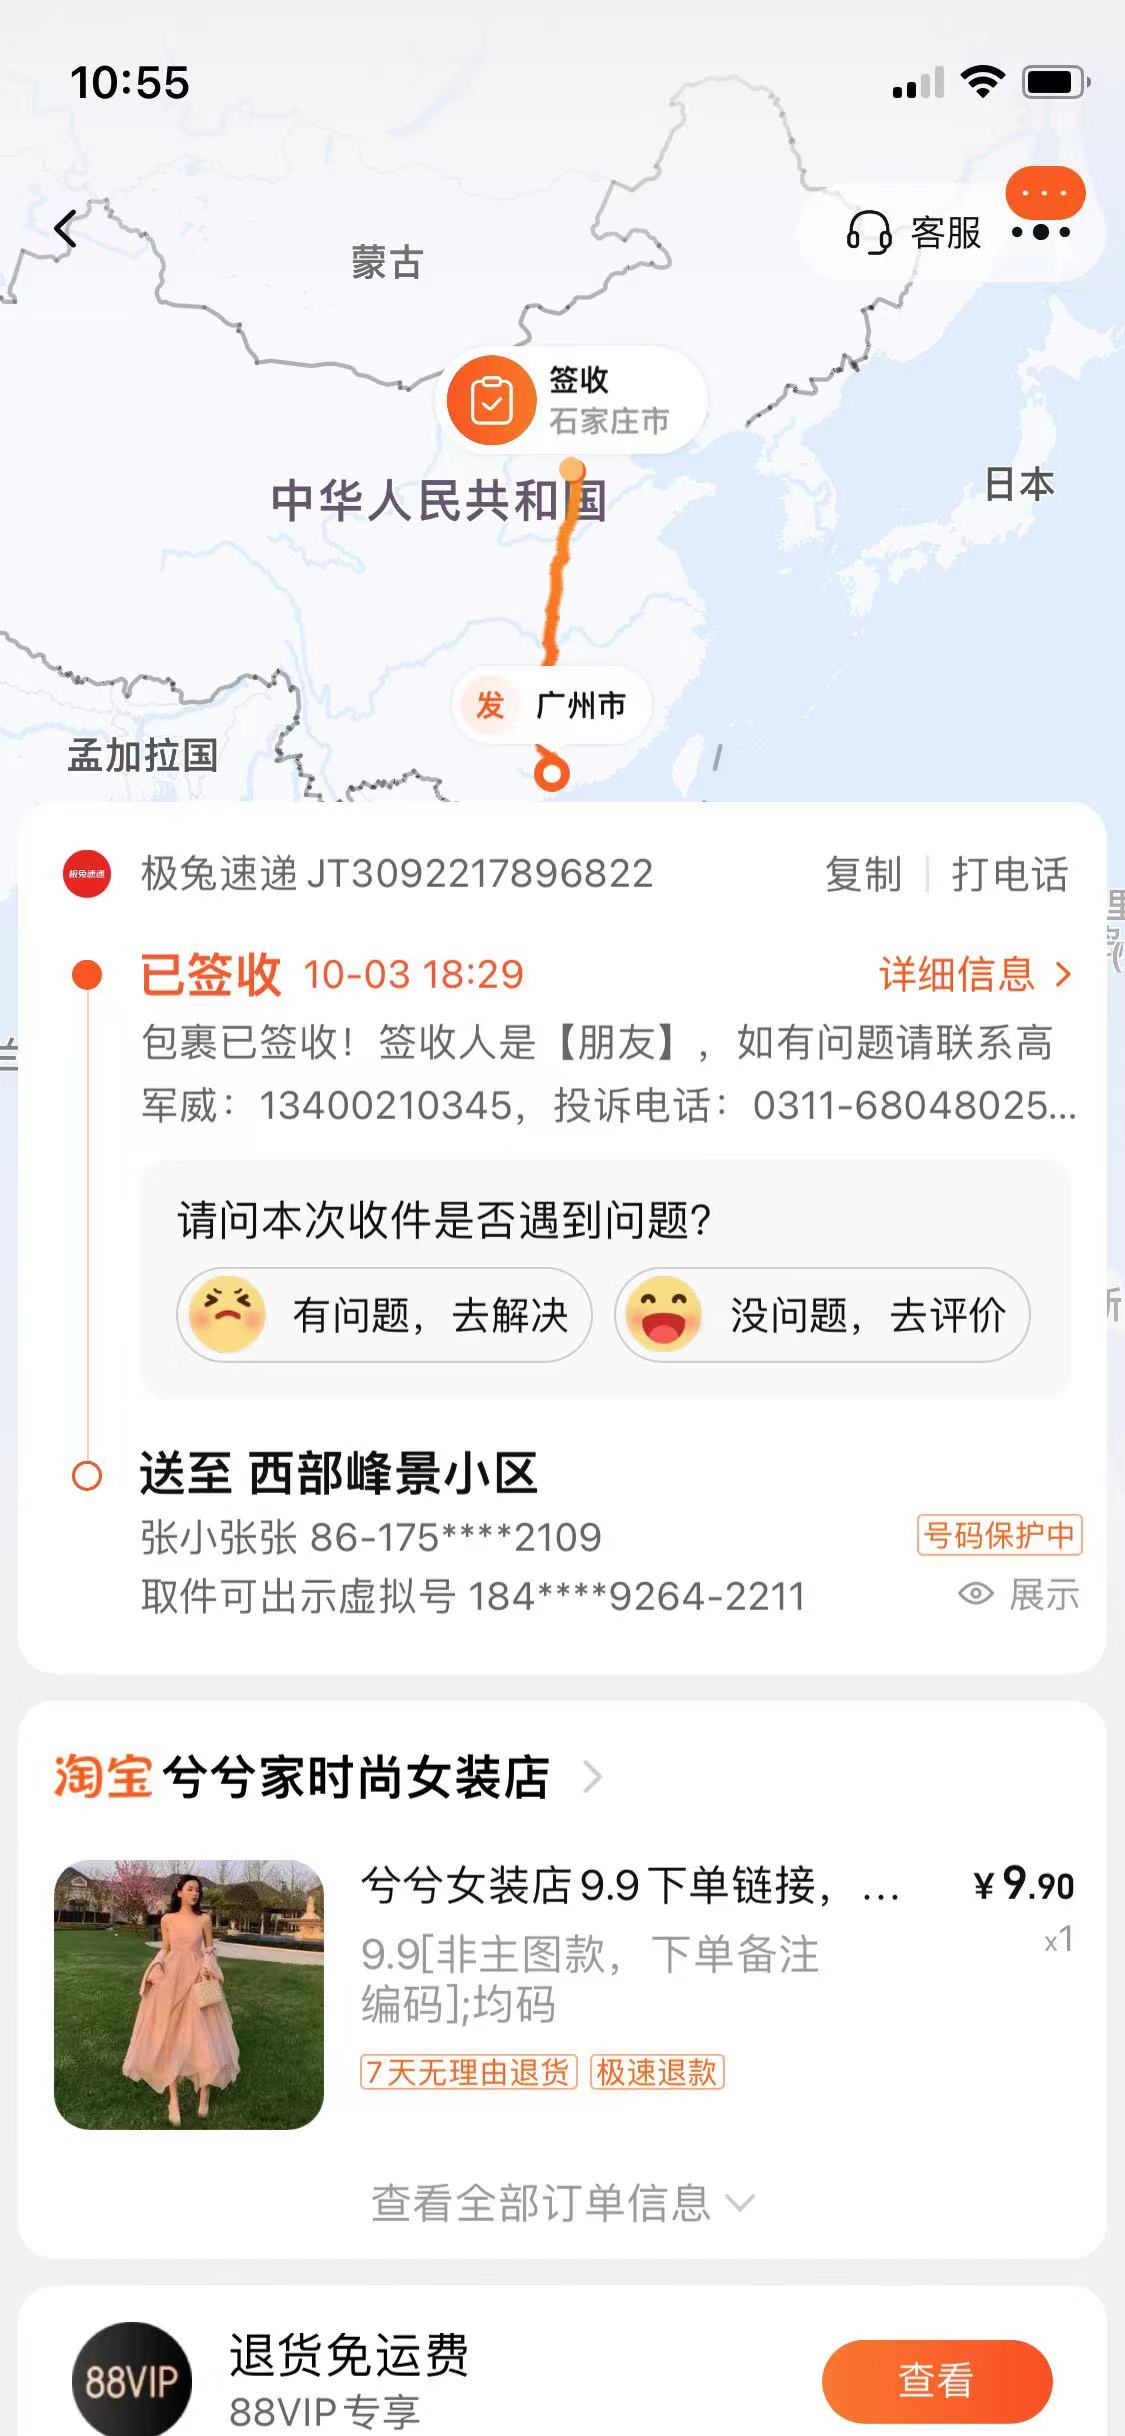 10:55
蒙古
客服
签收
石家庄市
中华人民共和国
日本
发 广州市
孟加拉国
极兔速递
极兔速递 JT3092217896822
复制
打电话
已签收 10-03 18:29
详细信息
包裹已签收！签收人是【朋友】，如有问题请联系高
军威：13400210345，投诉电话：0311-68048025...
请问本次收件是否遇到问题?
有问题，去解决
没问题，去评价
送至 西部峰景小区
张小张张 86-175****2109
号码保护中
取件可出示虚拟号 184****9264-2211
展示
淘宝 兮兮家时尚女装店
兮兮女装店9.9下单链接，...
¥9.90
9.9[非主图款，下单备注
x1
编码];均码
7天无理由退货
极速退款
查看全部订单信息
88VIP
退货免运费
88VIP专享
查看